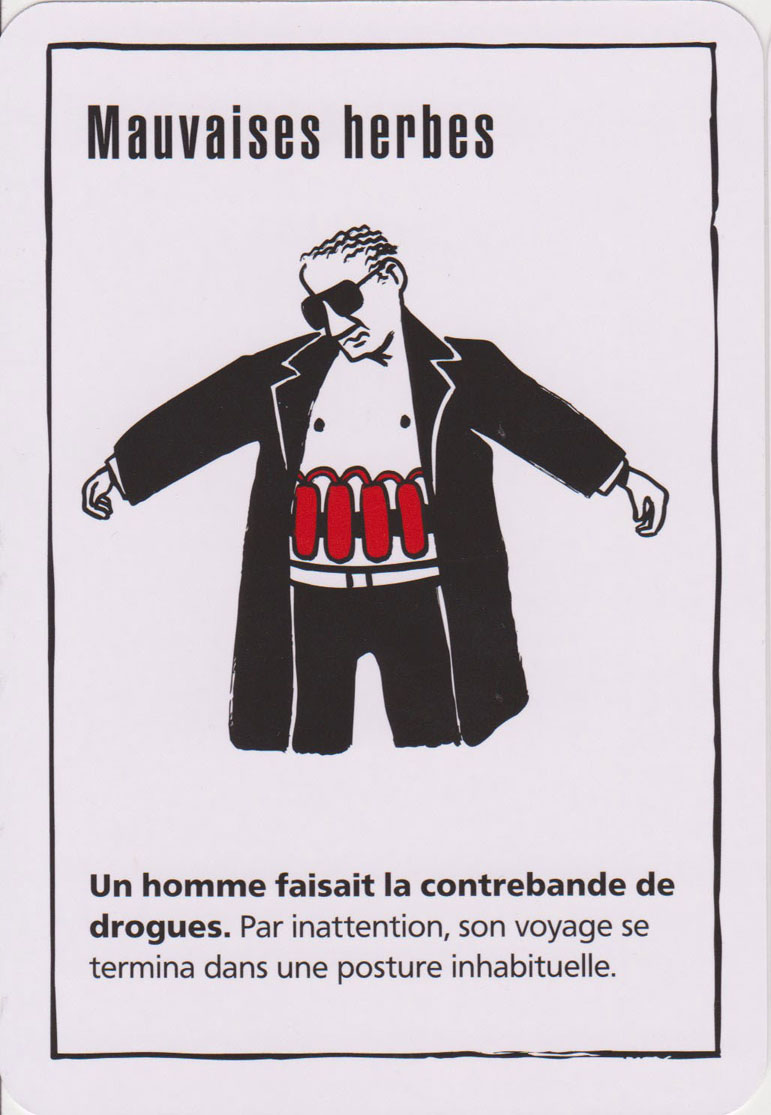 Mauvaises herbes
Un homme faisait la contrebande de
drogues. Par inattention, son voyage se
termina dans une posture inhabituelle.